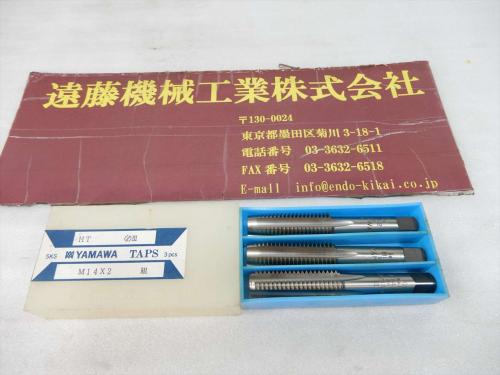 遠藤機械工業株式会社
〒130-0024
東京都墨田区菊川 3-18-1
電話番号 03-3632-6511
FAX 番号 03-3632-6518
E-mail info@endo-kikai.co.jp
HT
SKS YAMAWA TAPS 3pcs
M14X2 組